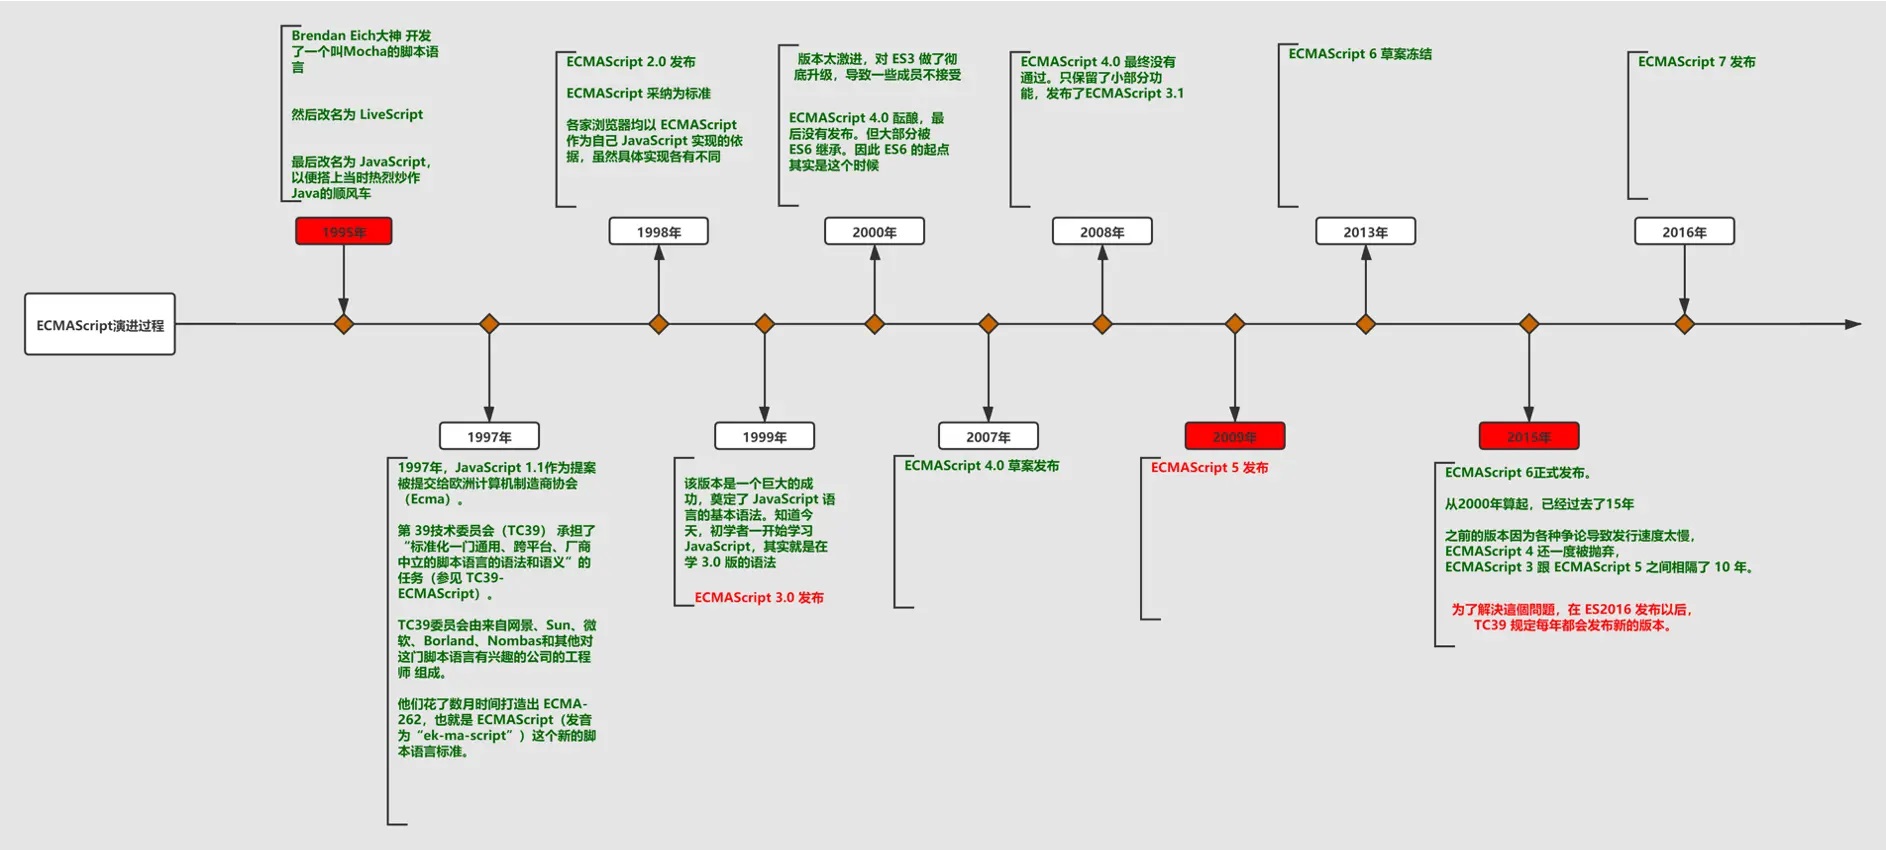 Brendan Eich大神 开发
了一个叫Mocha的脚本语
言
然后改名为 LiveScript
最后改名为 JavaScript，
以便搭上当时热烈炒作
Java的顺风车
ECMAScript 2.0 发布
ECMAScript 采纳为标准
各家浏览器均以 ECMAScript
作为自己 JavaScript 实现的依
据，虽然具体实现各有不同
版本太激进，对 ES3 做了彻
底升级，导致一些成员不接受
ECMAScript 4.0 酝酿，最
后没有发布。但大部分被
ES6 继承。因此 ES6 的起点
其实是这个时候
ECMAScript 4.0 最终没有
通过。只保留了小部分功
能，发布了ECMAScript 3.1
ECMAScript 6 草案冻结
ECMAScript 7 发布
1995年
1998年
2000年
2008年
2013年
2016年
ECMAScript演进过程
1997年
1999年
2007年
2009年
2015年
1997年，JavaScript 1.1作为提案
被提交给欧洲计算机制造商协会
（Ecma）。
第 39技术委员会（TC39） 承担了
“标准化一门通用、跨平台、厂商
中立的脚本语言的语法和语义”的
任务（参见 TC39-
ECMAScript）。
TC39委员会由来自网景、Sun、微
软、Borland、Nombas和其他对
这门脚本语言有兴趣的公司的工程
师 组成。
他们花了数月时间打造出 ECMA-
262，也就是 ECMAScript（发音
为“ek-ma-script”）这个新的脚
本语言标准。
该版本是一个巨大的成
功，奠定了 JavaScript 语
言的基本语法。知道今
天，初学者一开始学习
JavaScript，其实就是在
学 3.0 版的语法
ECMAScript 3.0 发布
ECMAScript 4.0 草案发布
ECMAScript 5 发布
ECMAScript 6正式发布。
从2000年算起，已经过去了15年
之前的版本因为各种争论导致发行速度太慢，
ECMAScript 4 还一度被抛弃，
ECMAScript 3 跟 ECMAScript 5 之间相隔了 10 年。
为了解決這個問題，在 ES2016 发布以后，
TC39 规定每年都会发布新的版本。